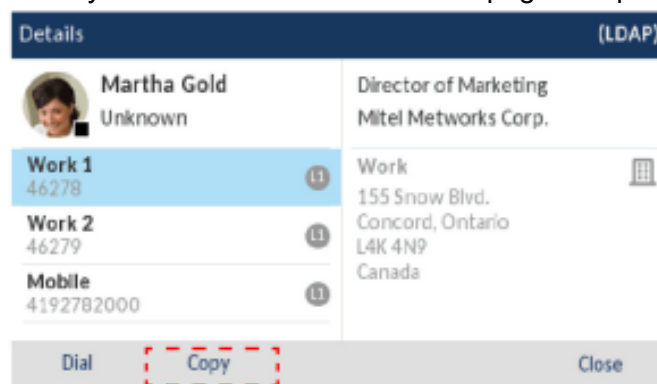 Details
(LDAP)
Martha Gold
Unknown
Work 1
46278
L1
Work 2
46279
L1
Mobile
4192782000
L1
Director of Marketing
Mitel Metworks Corp.
Work
155 Snow Blvd.
Concord, Ontario
L4K 4N9
Canada
Dial
Copy
Close